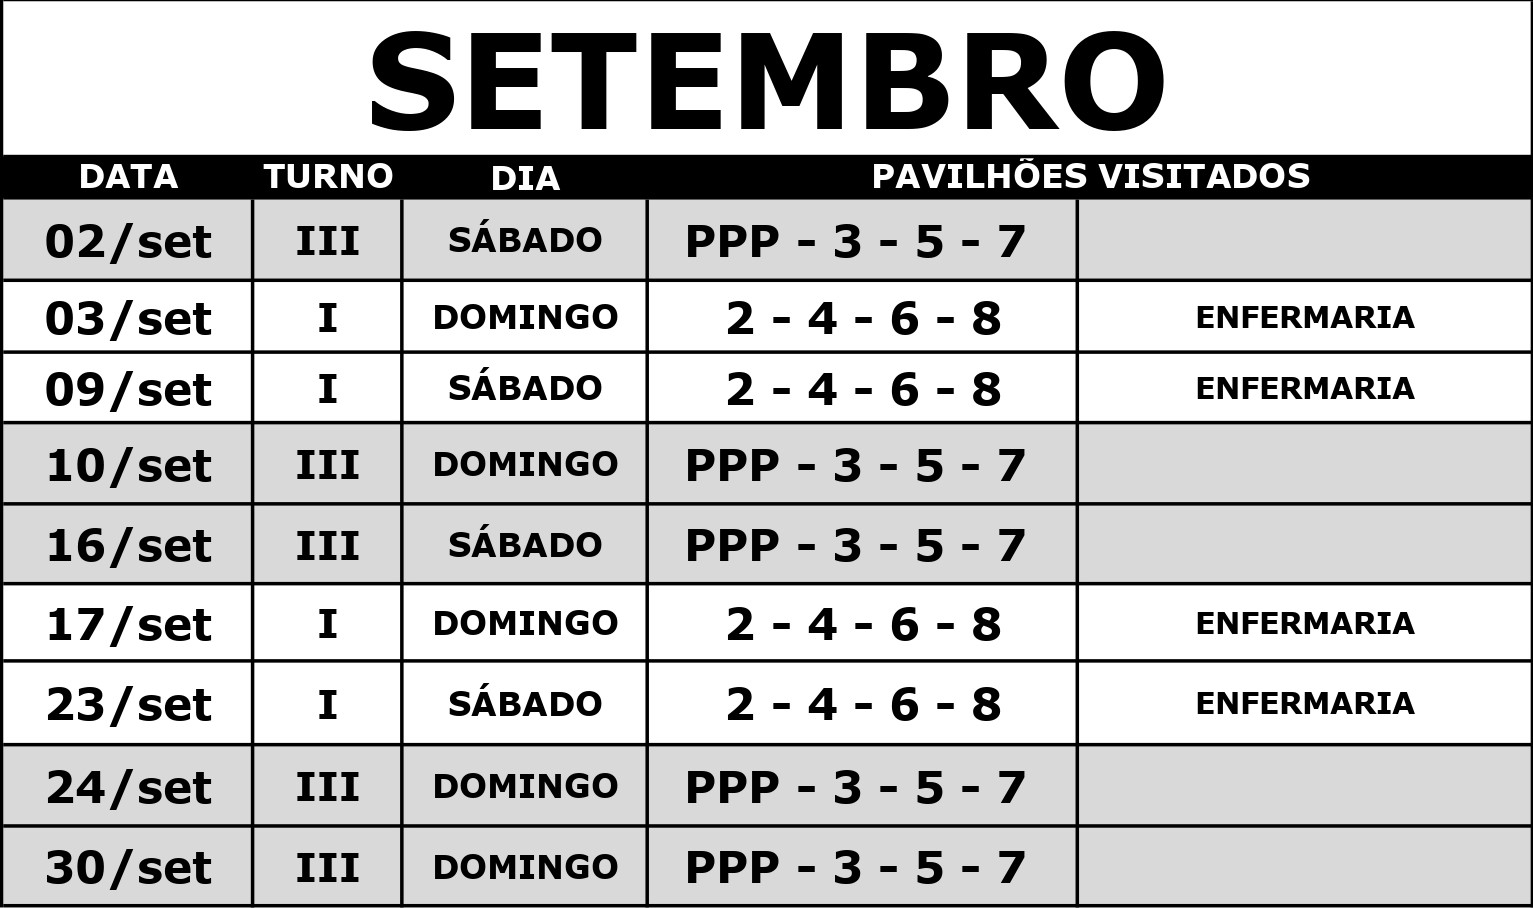 SETEMBRO
DATA TURNO DIA PAVILHÕES VISITADOS
02/set III SÁBADO PPP - 3 - 5 - 7
03/set I DOMINGO 2 - 4 - 6 - 8 ENFERMARIA
09/set I SÁBADO 2 - 4 - 6 - 8 ENFERMARIA
10/set III DOMINGO PPP - 3 - 5 - 7
16/set III SÁBADO PPP - 3 - 5 - 7
17/set I DOMINGO 2 - 4 - 6 - 8 ENFERMARIA
23/set I SÁBADO 2 - 4 - 6 - 8 ENFERMARIA
24/set III DOMINGO PPP - 3 - 5 - 7
30/set III DOMINGO PPP - 3 - 5 - 7